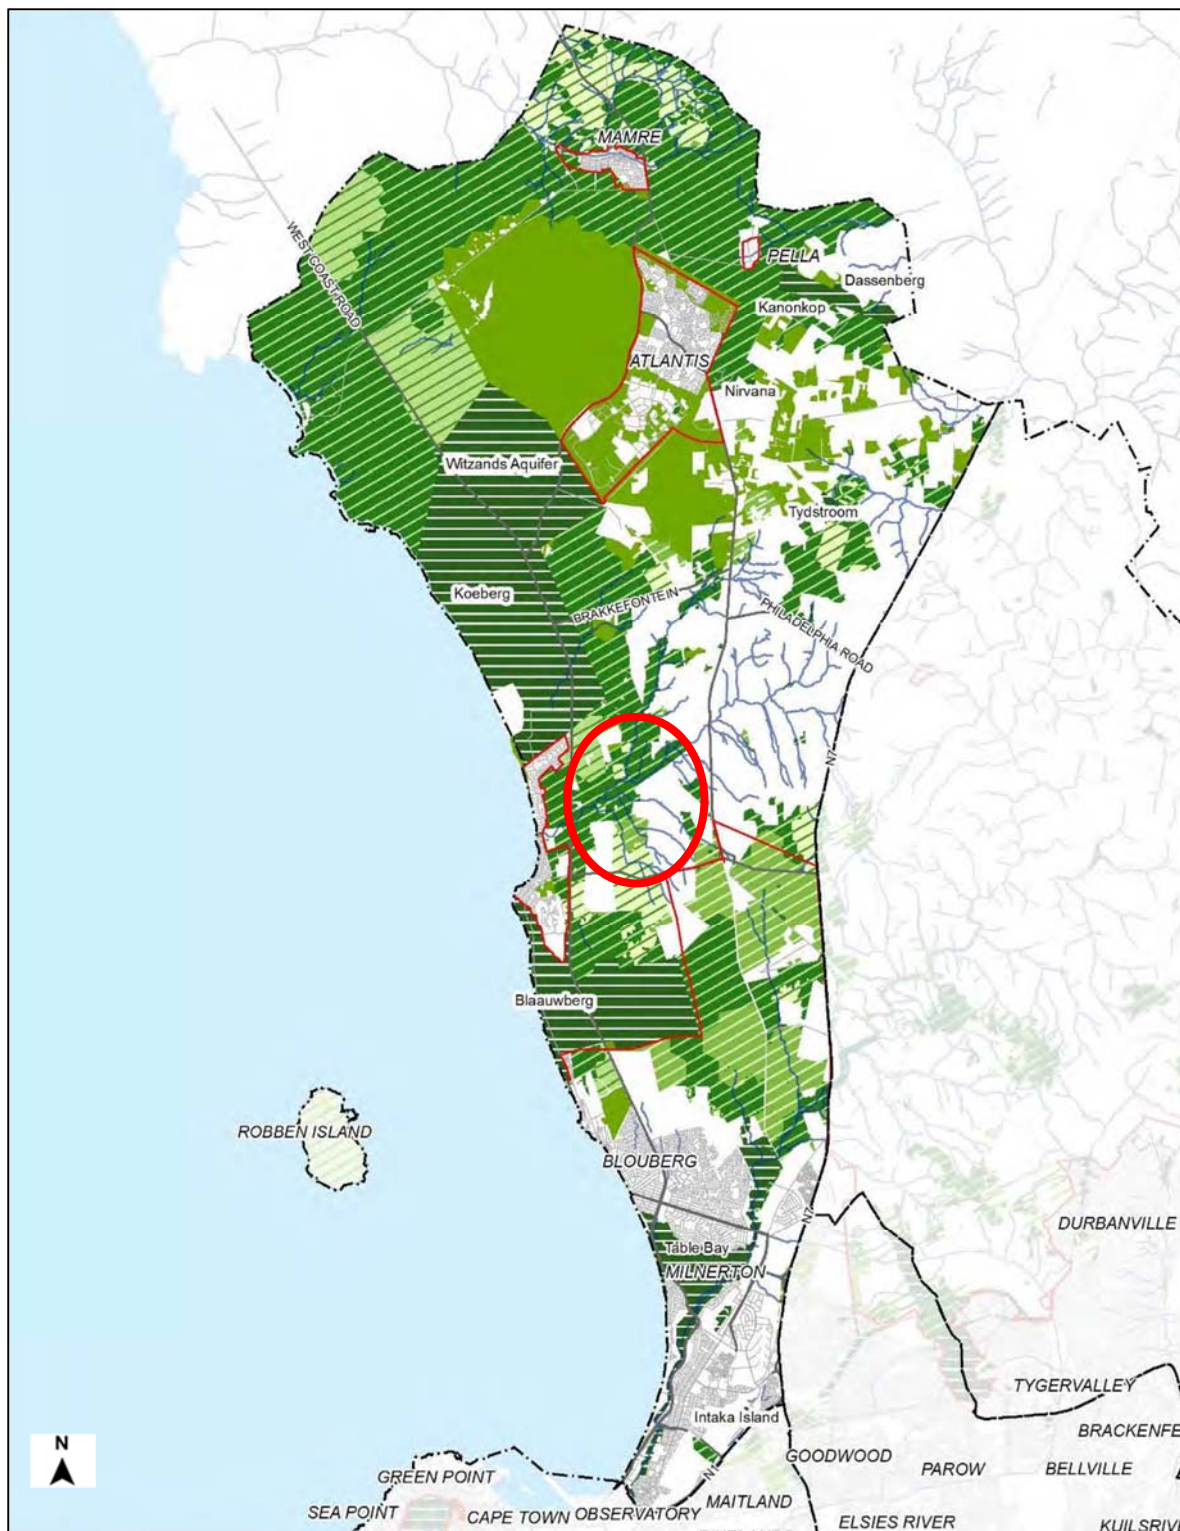 MAMRE
WEST COAST ROAD
PELLA
Dassenberg
Kanonkop
ATLANTIS
Nirvana
Witzands Aquifer
Tydstroom
Koeberg
BRAKKEFONTEIN
PHILADELPHIA ROAD
N7
Blaauwberg
ROBBEN ISLAND
BLOUBERG
N7
DURBANVILLE
Table Bay
MILNERTON
TYGERVALLEY
Intaka Island
BRACKENFE
N
GOODWOOD
PAROW
BELLVILLE
N1
GREEN POINT
MAITLAND
SEA POINT
CAPE TOWN
OBSERVATORY
ELSIES RIVER
KUILSRIV